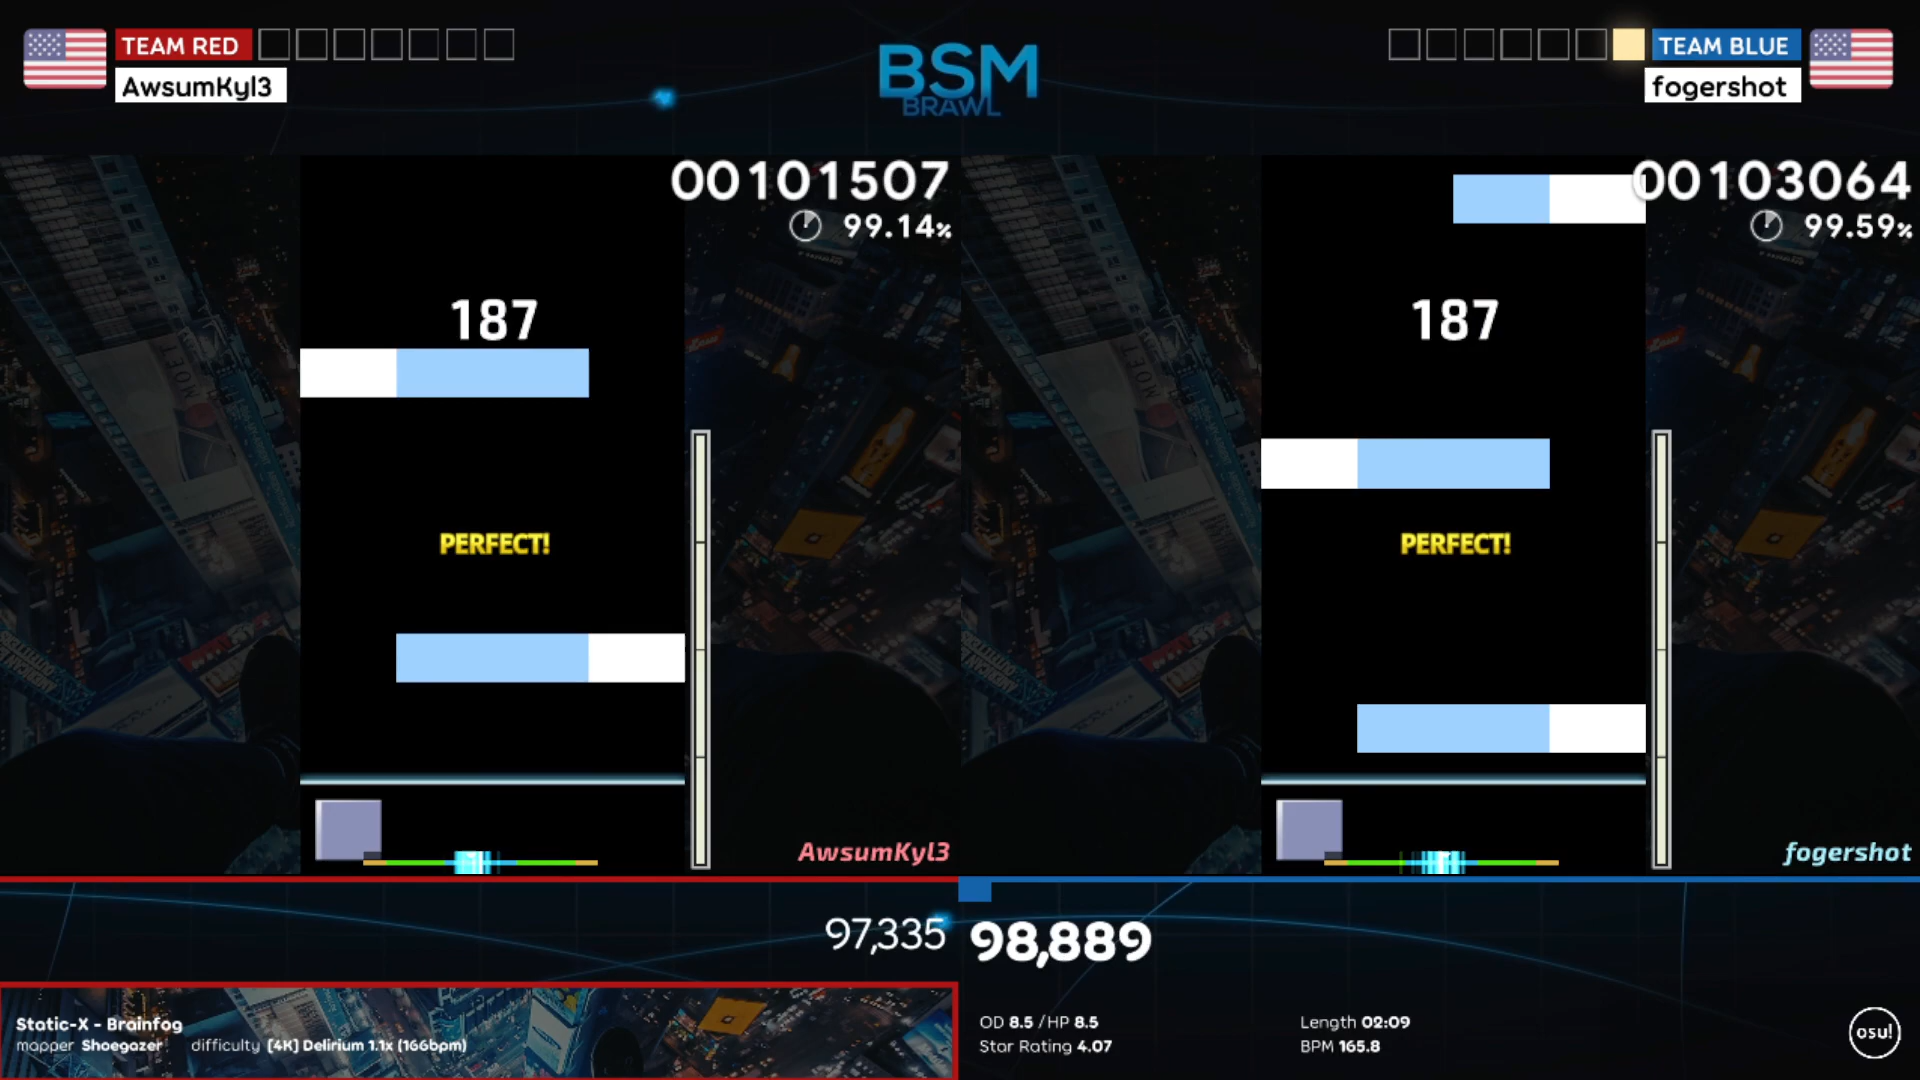 TEAM RED
AwsumKyl3
BSM
BRAWL
TEAM BLUE
fogershot
00101507
99.14%
187
PERFECT!
AwsumKyl3
00103064
99.59%
187
PERFECT!
fogershot
97,335
98,889
Static-X - Brainfog
mapper Shoegazer difficulty [4K] Delirium 1.1x (166bpm)
OD 8.5 / HP 8.5
Star Rating 4.07
Length 02:09
BPM 165.8
osu!